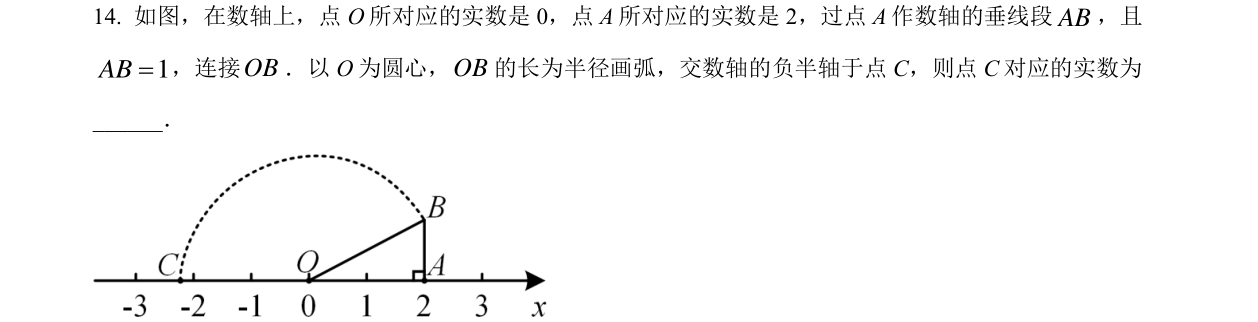 14. 如图，在数轴上，点 O 所对应的实数是 0，点 A 所对应的实数是 2，过点 A 作数轴的垂线段 AB，且
AB=1，连接OB．以 O 为圆心，OB 的长为半径画弧，交数轴的负半轴于点 C，则点 C 对应的实数为
______.
B
C O A
-3 -2 -1 0 1 2 3 x